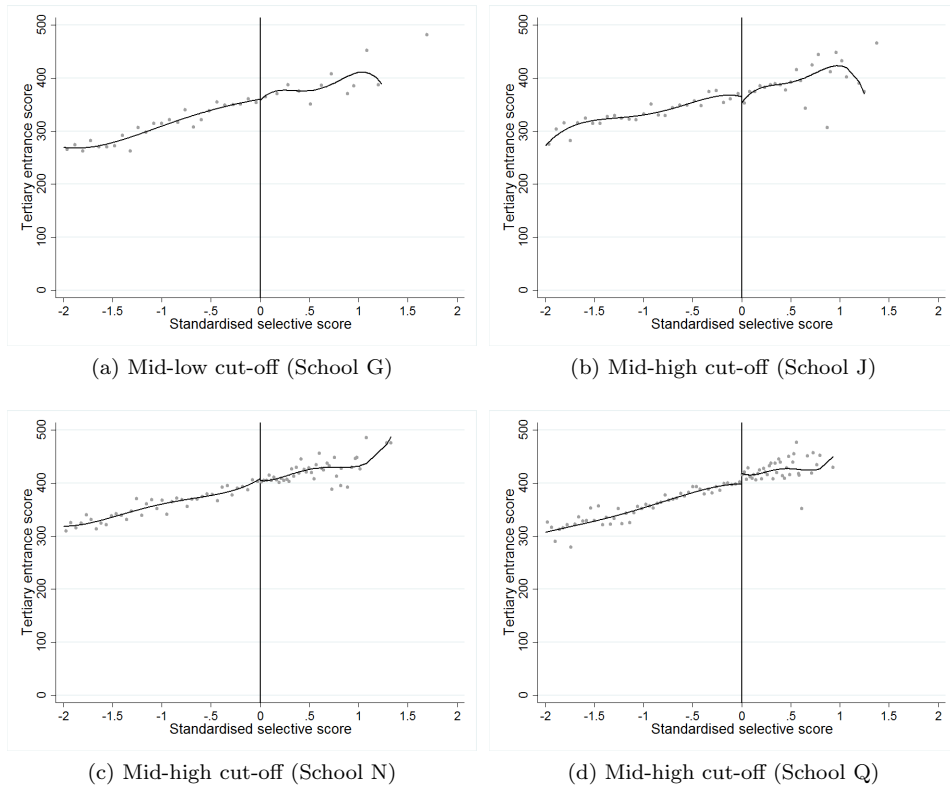 Tertiary entrance score
500
400
300
200
100
0
-2 -1.5 -1 -.5 0 .5 1 1.5 2
Standardised selective score
(a) Mid-low cut-off (School G)
Tertiary entrance score
500
400
300
200
100
0
-2 -1.5 -1 -.5 0 .5 1 1.5 2
Standardised selective score
(b) Mid-high cut-off (School J)
Tertiary entrance score
500
400
300
200
100
0
-2 -1.5 -1 -.5 0 .5 1 1.5 2
Standardised selective score
(c) Mid-high cut-off (School N)
Tertiary entrance score
500
400
300
200
100
0
-2 -1.5 -1 -.5 0 .5 1 1.5 2
Standardised selective score
(d) Mid-high cut-off (School Q)